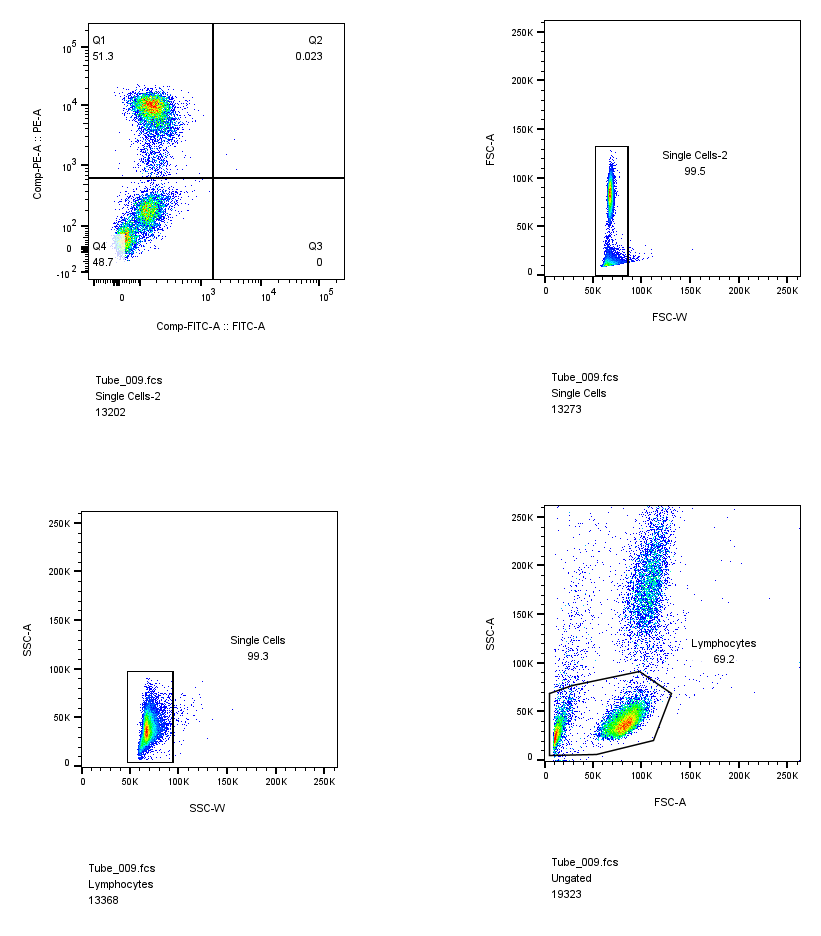 Q1
51.3
Q2
0.023
Q4
48.7
Q3
0
10^5
10^4
10^3
10^2
0
-10^2
0
10^3
10^4
10^5
Comp-PE-A :: PE-A
Comp-FITC-A :: FITC-A
Tube_009.fcs
Single Cells-2
13202
250K
200K
150K
100K
50K
0
0
50K
100K
150K
200K
250K
FSC-A
FSC-W
Single Cells-2
99.5
Tube_009.fcs
Single Cells
13273
250K
200K
150K
100K
50K
0
0
50K
100K
150K
200K
250K
SSC-A
SSC-W
Single Cells
99.3
Tube_009.fcs
Lymphocytes
13368
250K
200K
150K
100K
50K
0
0
50K
100K
150K
200K
250K
SSC-A
FSC-A
Lymphocytes
69.2
Tube_009.fcs
Ungated
19323